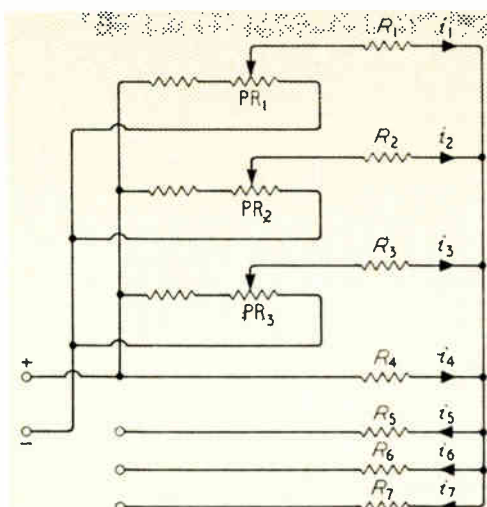 R1 i1
PR1
R2 i2
PR2
R3 i3
PR3
+ R4 i4
− R5 i5
R6 i6
R7 i7